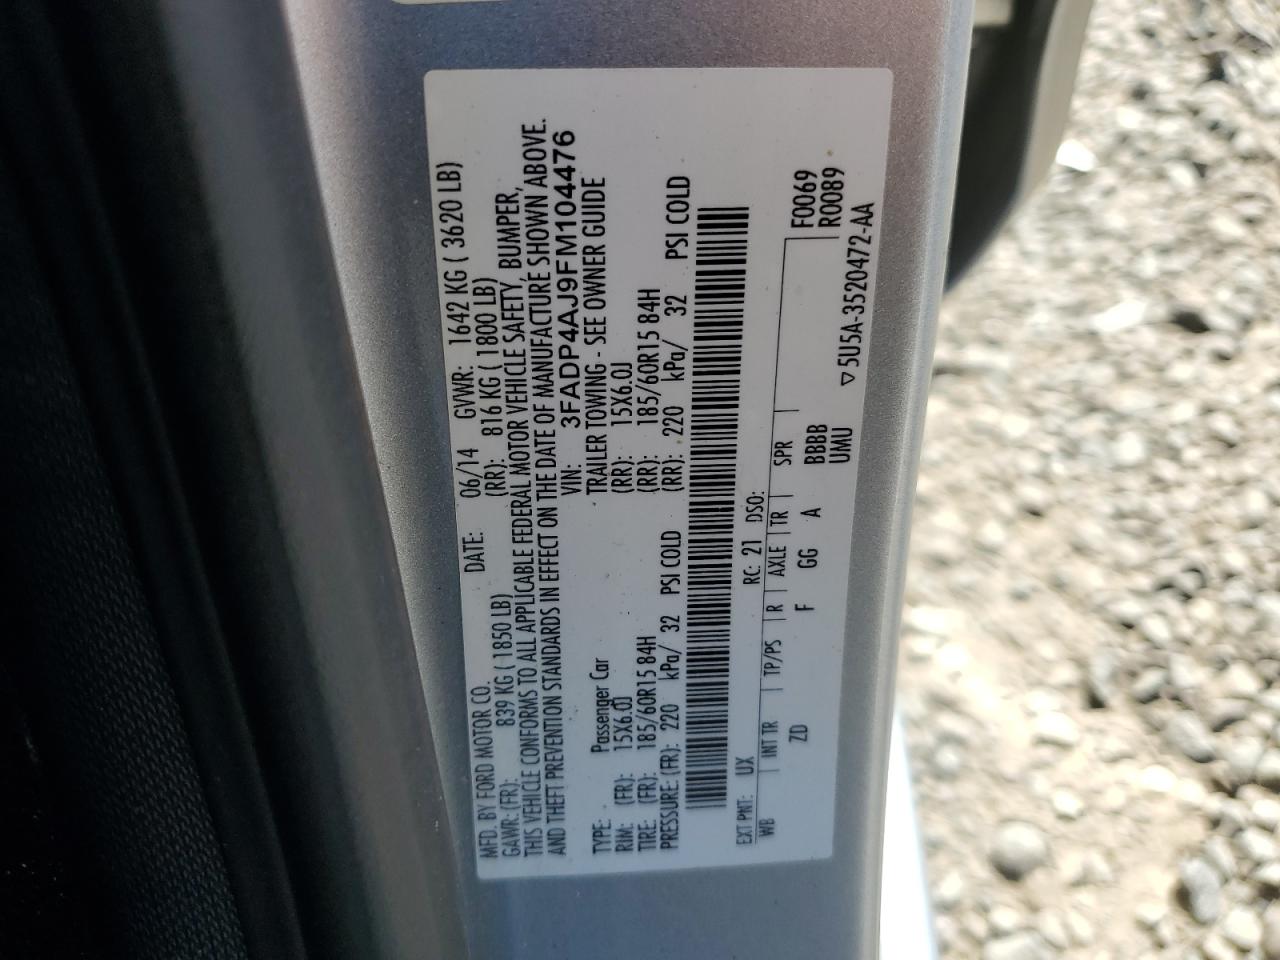 MFD. BY FORD MOTOR CO. DATE: 06/14 GVWR: 1642 KG ( 3620 LB)
GAWR: (FR): 839 KG ( 1850 LB) (RR): 816 KG ( 1800 LB)
THIS VEHICLE CONFORMS TO ALL APPLICABLE FEDERAL MOTOR VEHICLE SAFETY, BUMPER,
AND THEFT PREVENTION STANDARDS IN EFFECT ON THE DATE OF MANUFACTURE SHOWN ABOVE.
VIN: 3FADP4AJ9FM104476
TYPE: Passenger Car TRAILER TOWING - SEE OWNER GUIDE
RIM: (FR): 15X6.0J (RR): 15X6.0J
TIRE: (FR): 185/60R15 84H (RR): 185/60R15 84H
PRESSURE: (FR): 220 kPa/ 32 PSI COLD (RR): 220 kPa/ 32 PSI COLD
EXT PNT: UX RC: 21 DSO:
WB INT TR TP/PS R AXLE TR SPR F0069
ZD F GG A BBBB R0089
UMU
▽5U5A-3520472-AA